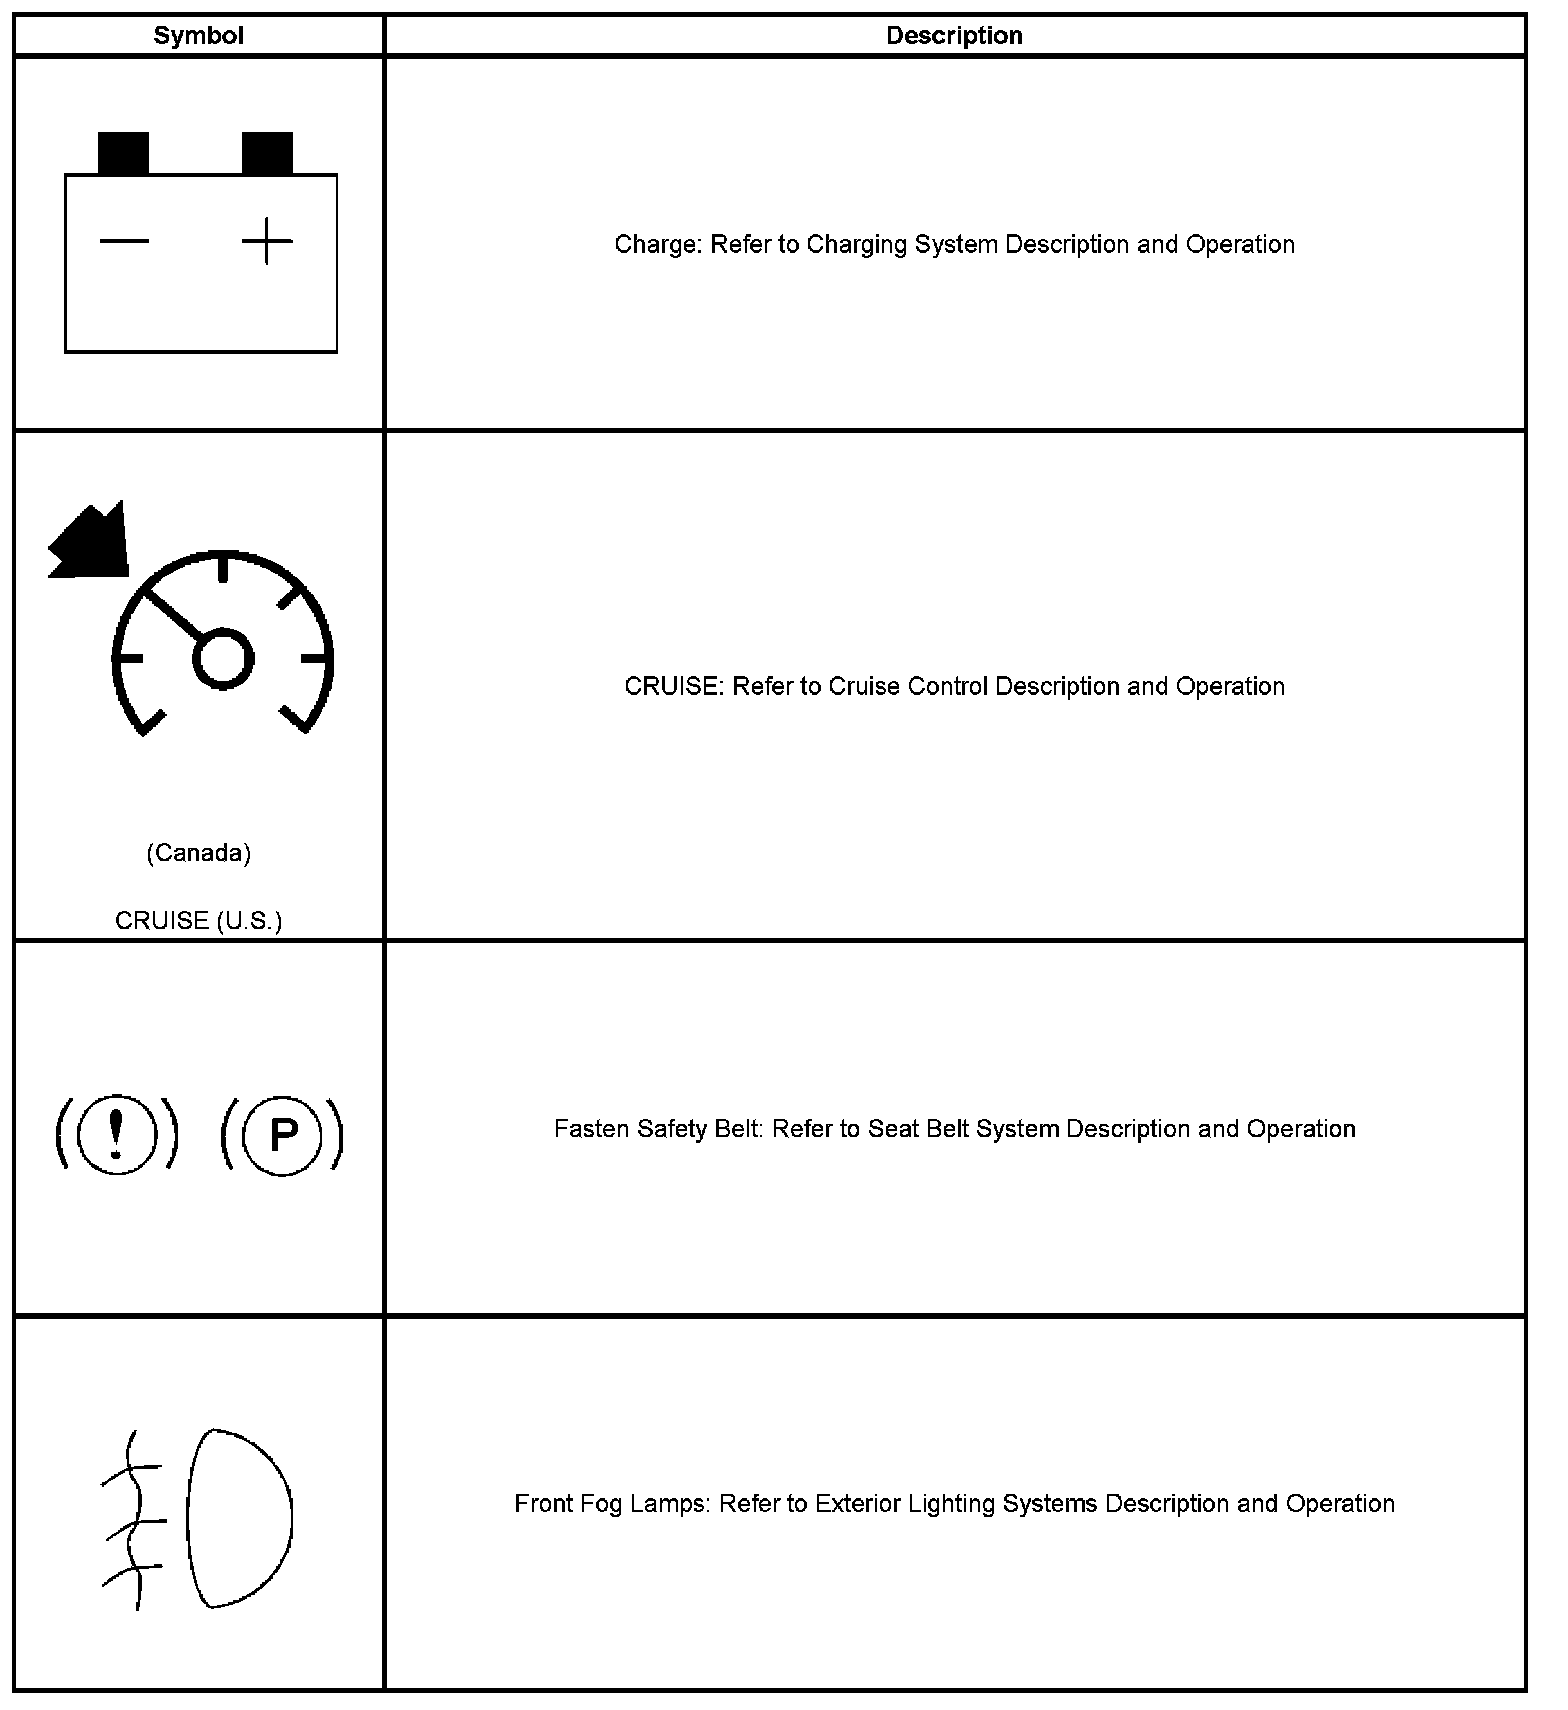 Symbol
Description
− +
Charge: Refer to Charging System Description and Operation
(Canada)
CRUISE (U.S.)
CRUISE: Refer to Cruise Control Description and Operation
(!) (P)
Fasten Safety Belt: Refer to Seat Belt System Description and Operation
Front Fog Lamps: Refer to Exterior Lighting Systems Description and Operation